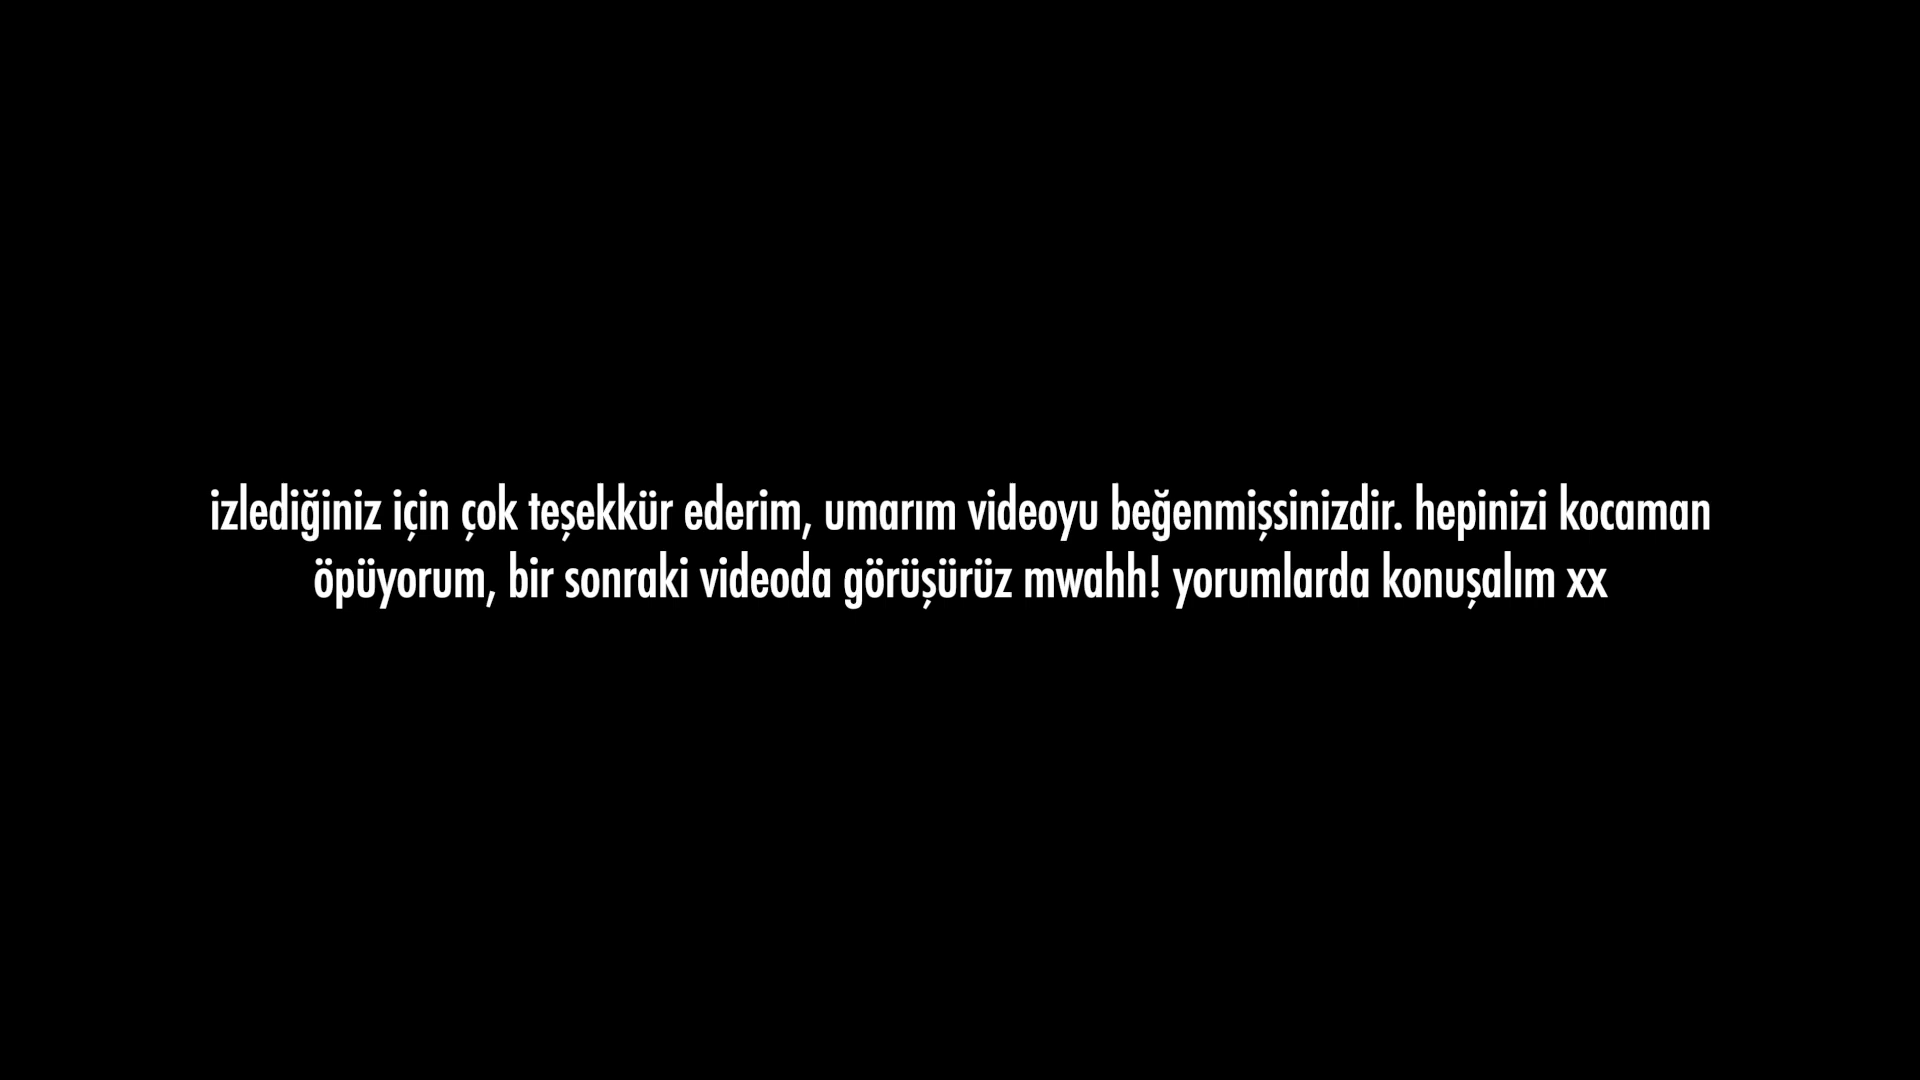 izlediğiniz için çok teşekkür ederim, umarım videoyu beğenmişsinizdir. hepinizi kocaman
öpüyorum, bir sonraki videoda görüşürüz mwahh! yorumlarda konuşalım xx